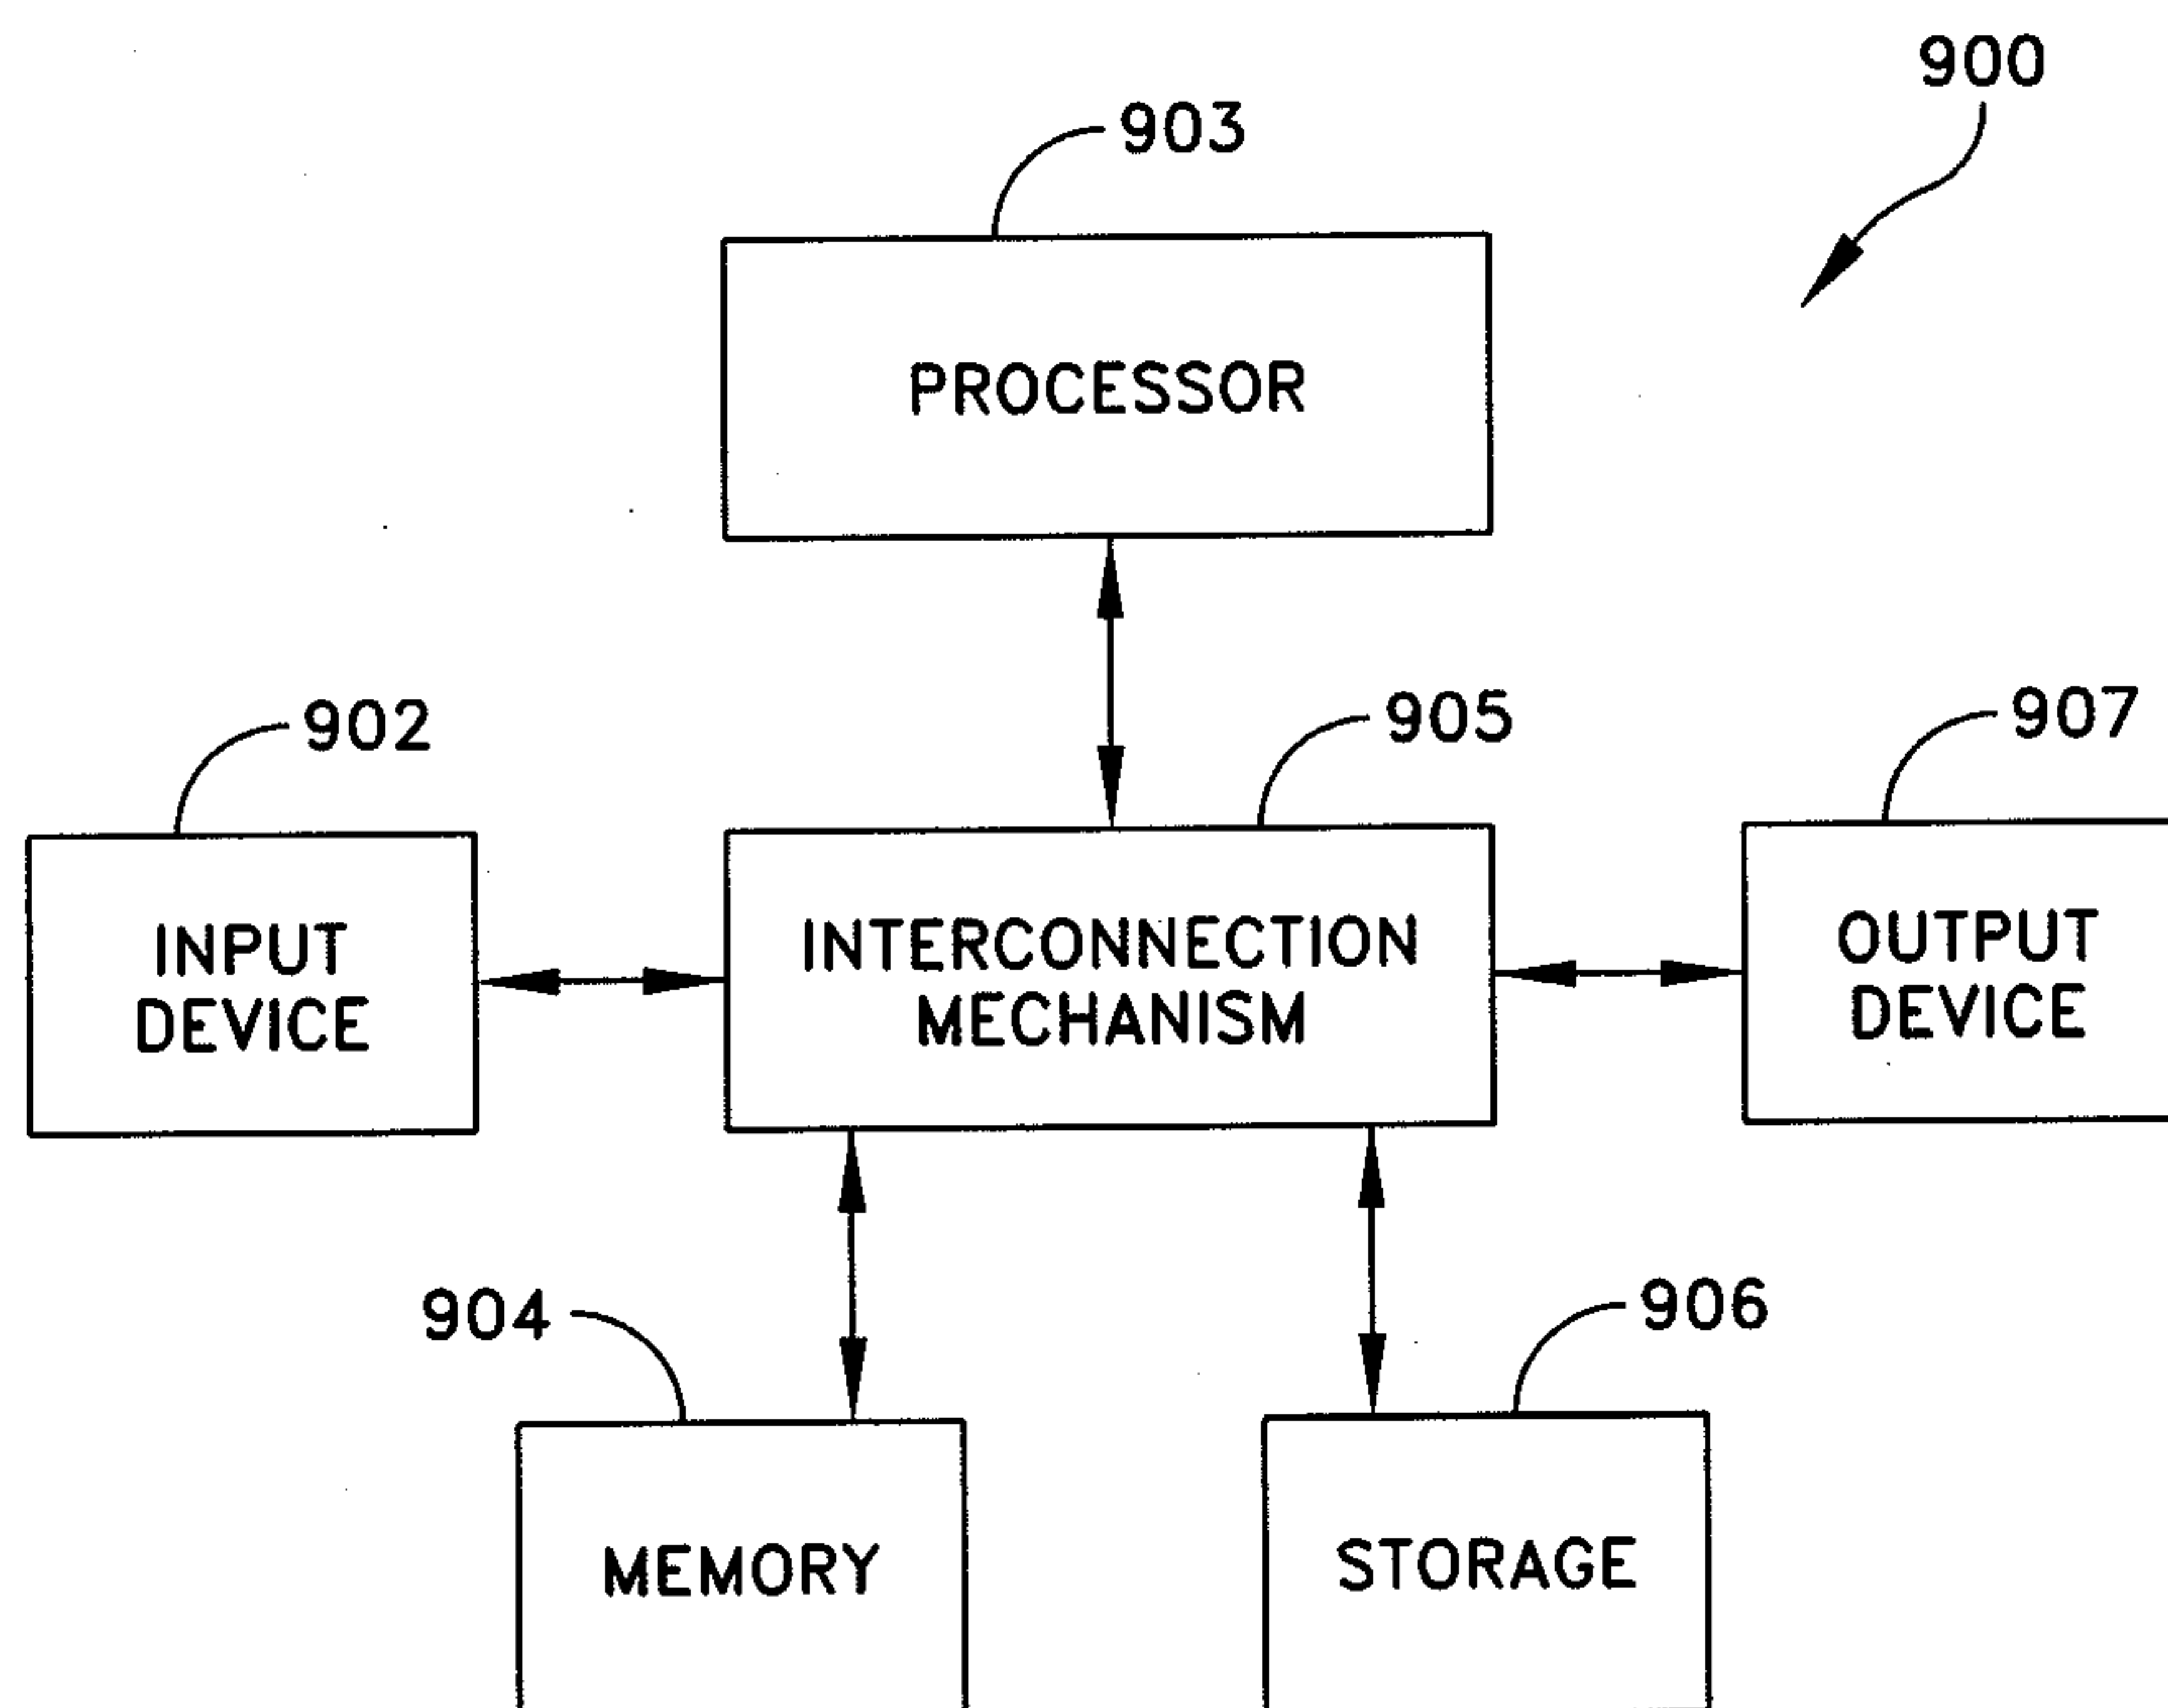 900
903
PROCESSOR
902
905
907
INPUT
DEVICE
INTERCONNECTION
MECHANISM
OUTPUT
DEVICE
904
906
MEMORY
STORAGE